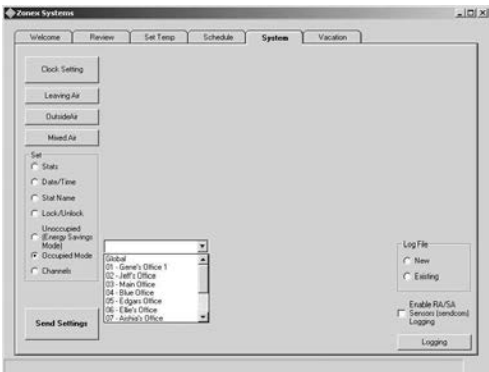 Zonex Systems
Welcome
Review
Set Temp
Schedule
System
Vacation
Clock Setting
Leaving Air
OutsideAir
Mixed Air
Set
Stats
Date/Time
Stat Name
Lock/Unlock
Unoccupied
(Energy Savings
Mode)
Occupied Mode
Channels
Send Settings
Global
01 - Gene's Office 1
02 - Jeff's Office
03 - Main Office
04 - Blue Office
05 - Edgars Office
06 - Elle's Office
07 - Archia's Office
Log File
New
Existing
Enable RA/SA
Sensors (sendcom)
Logging
Logging